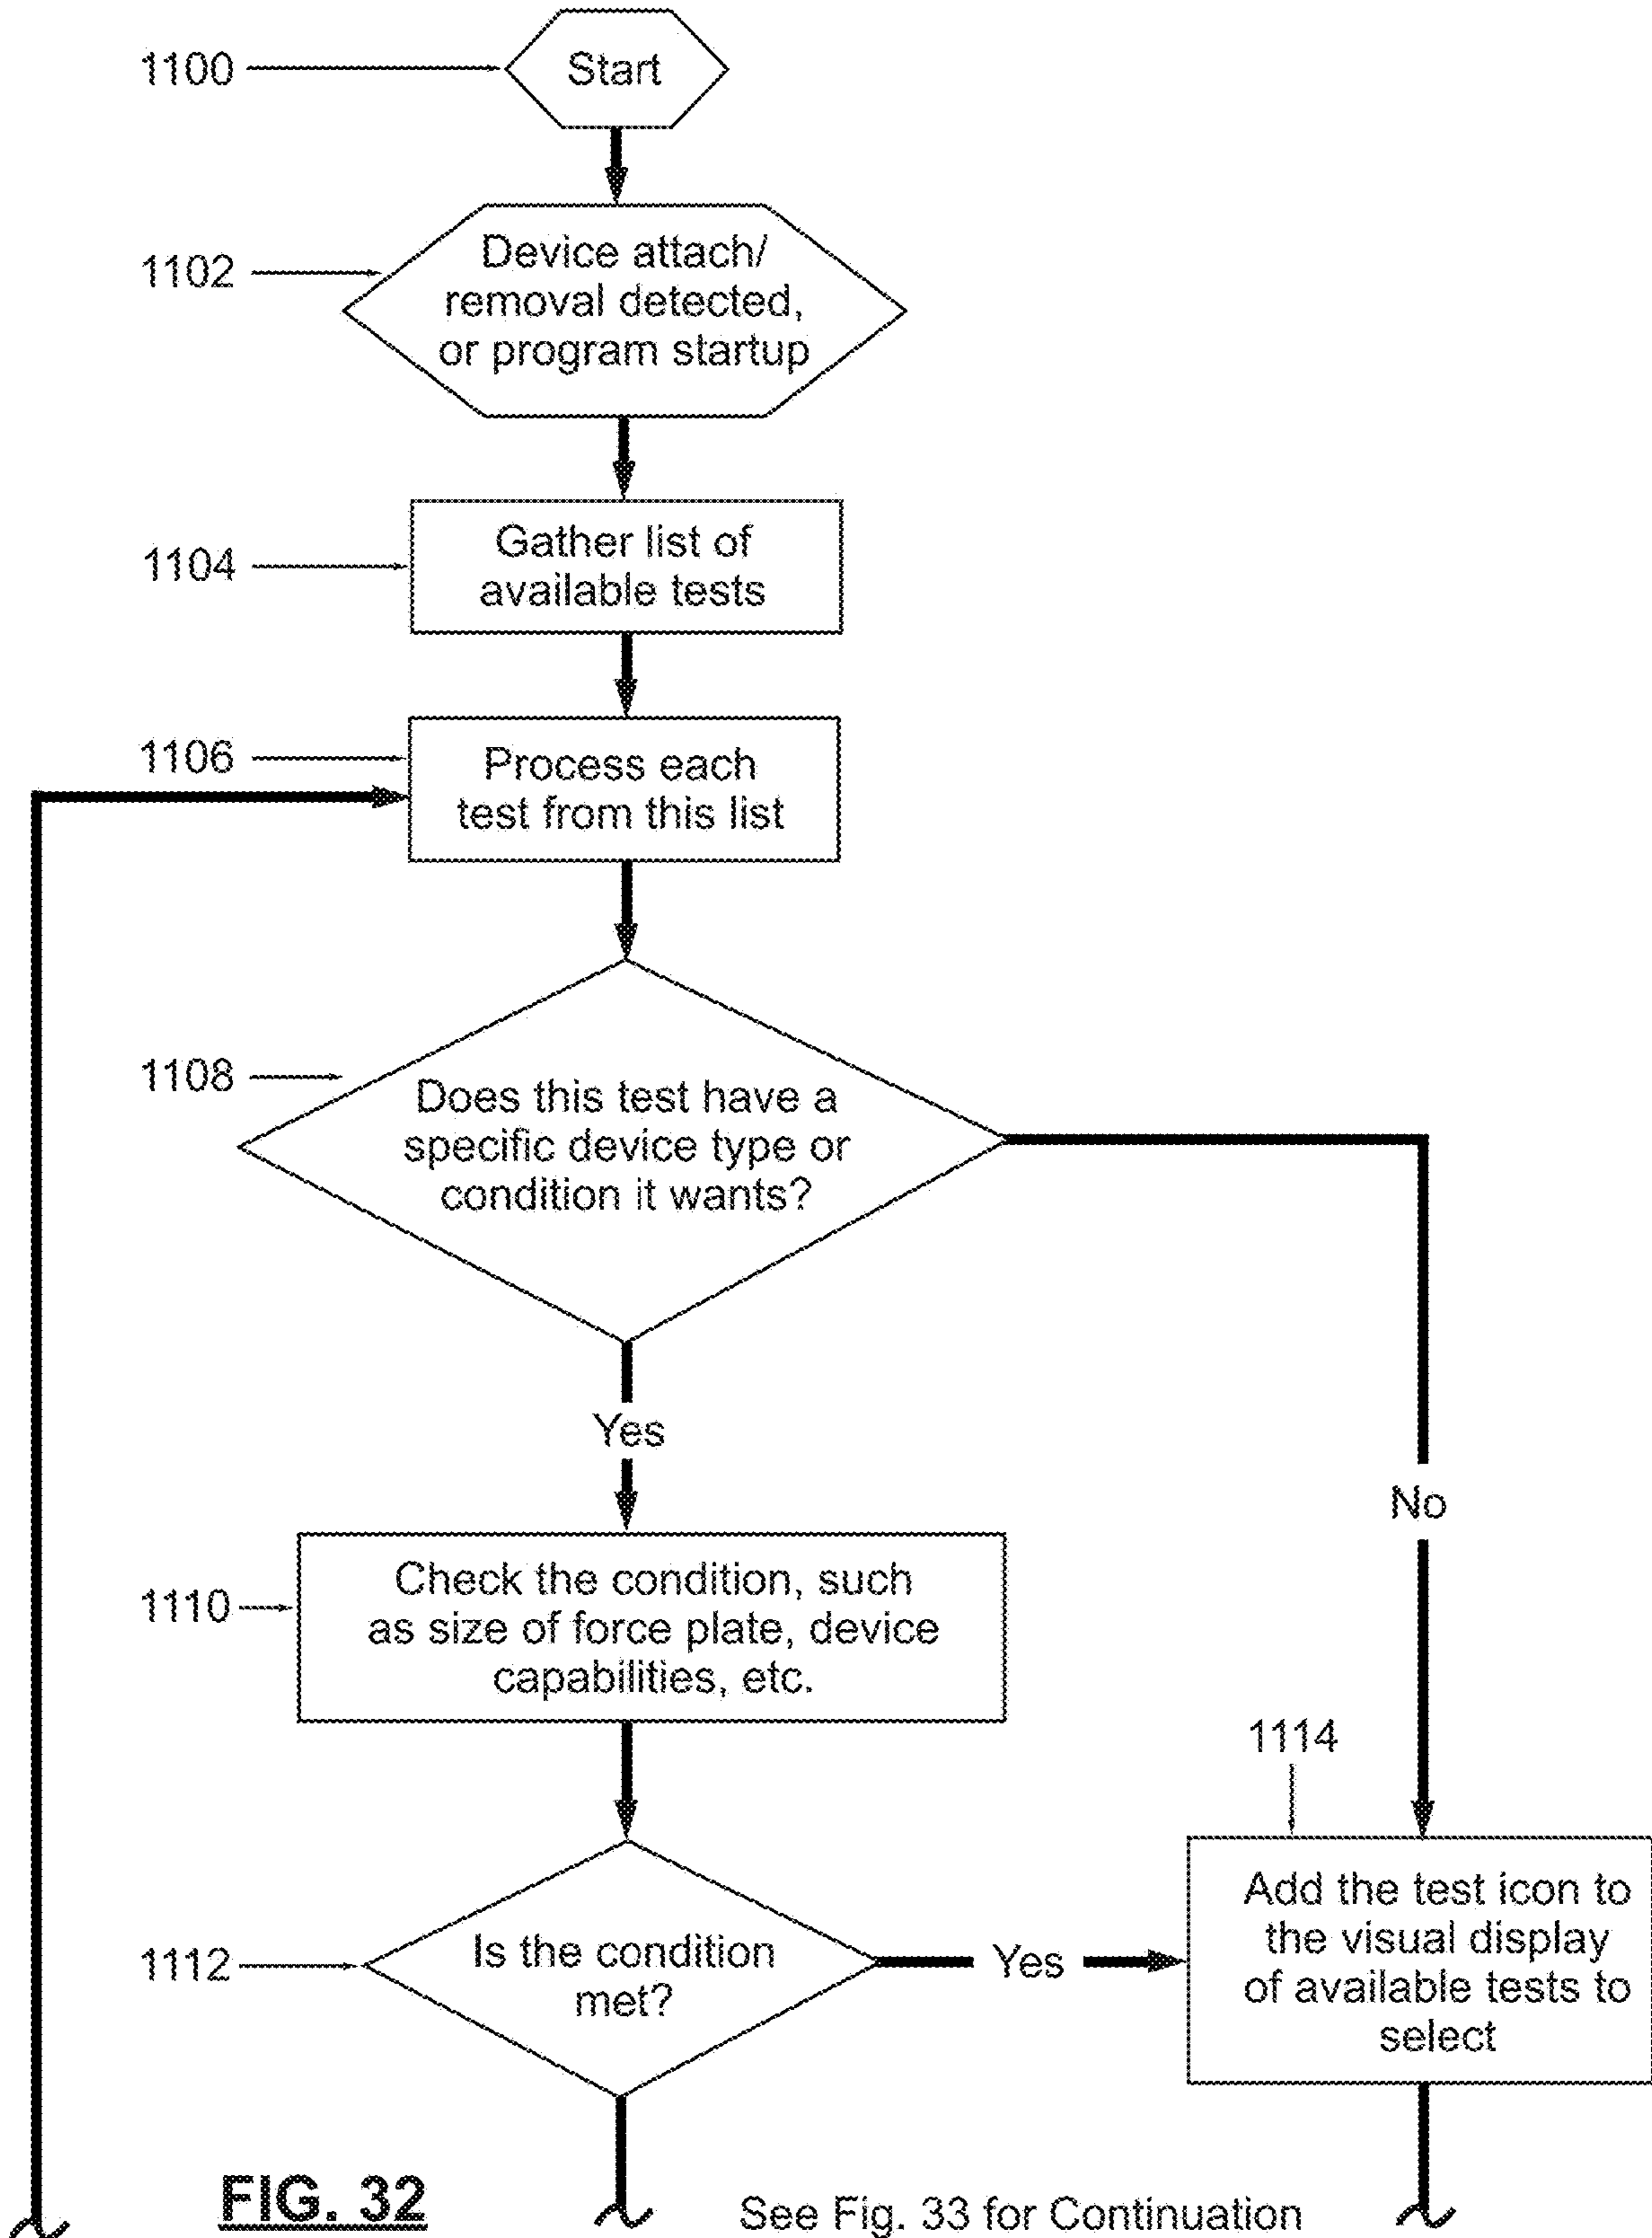 1100
Start
1102
Device attach/
removal detected,
or program startup
1104
Gather list of
available tests
1106
Process each
test from this list
1108
Does this test have a
specific device type or
condition it wants?
Yes
No
1110
Check the condition, such
as size of force plate, device
capabilities, etc.
1114
1112
Is the condition
met?
Yes
Add the test icon to
the visual display
of available tests to
select
FIG. 32
See Fig. 33 for Continuation